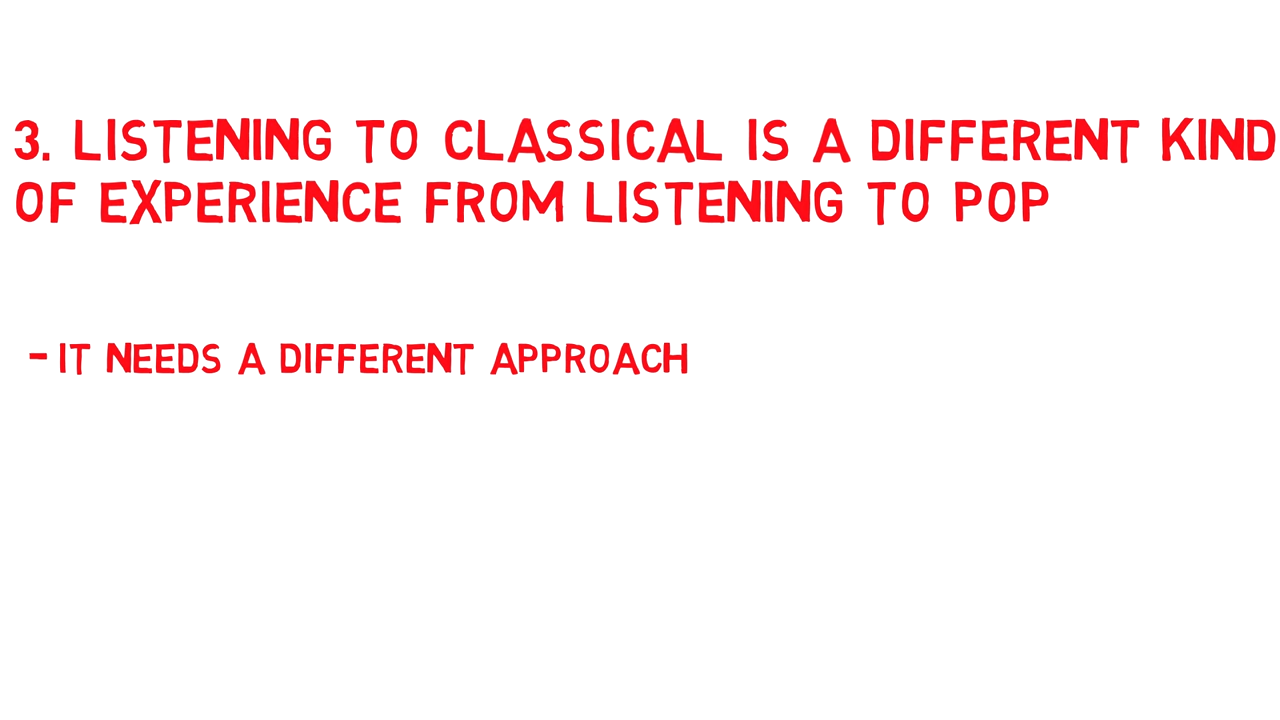 3. LISTENING TO CLASSICAL IS A DIFFERENT KIND
OF EXPERIENCE FROM LISTENING TO POP
- IT NEEDS A DIFFERENT APPROACH